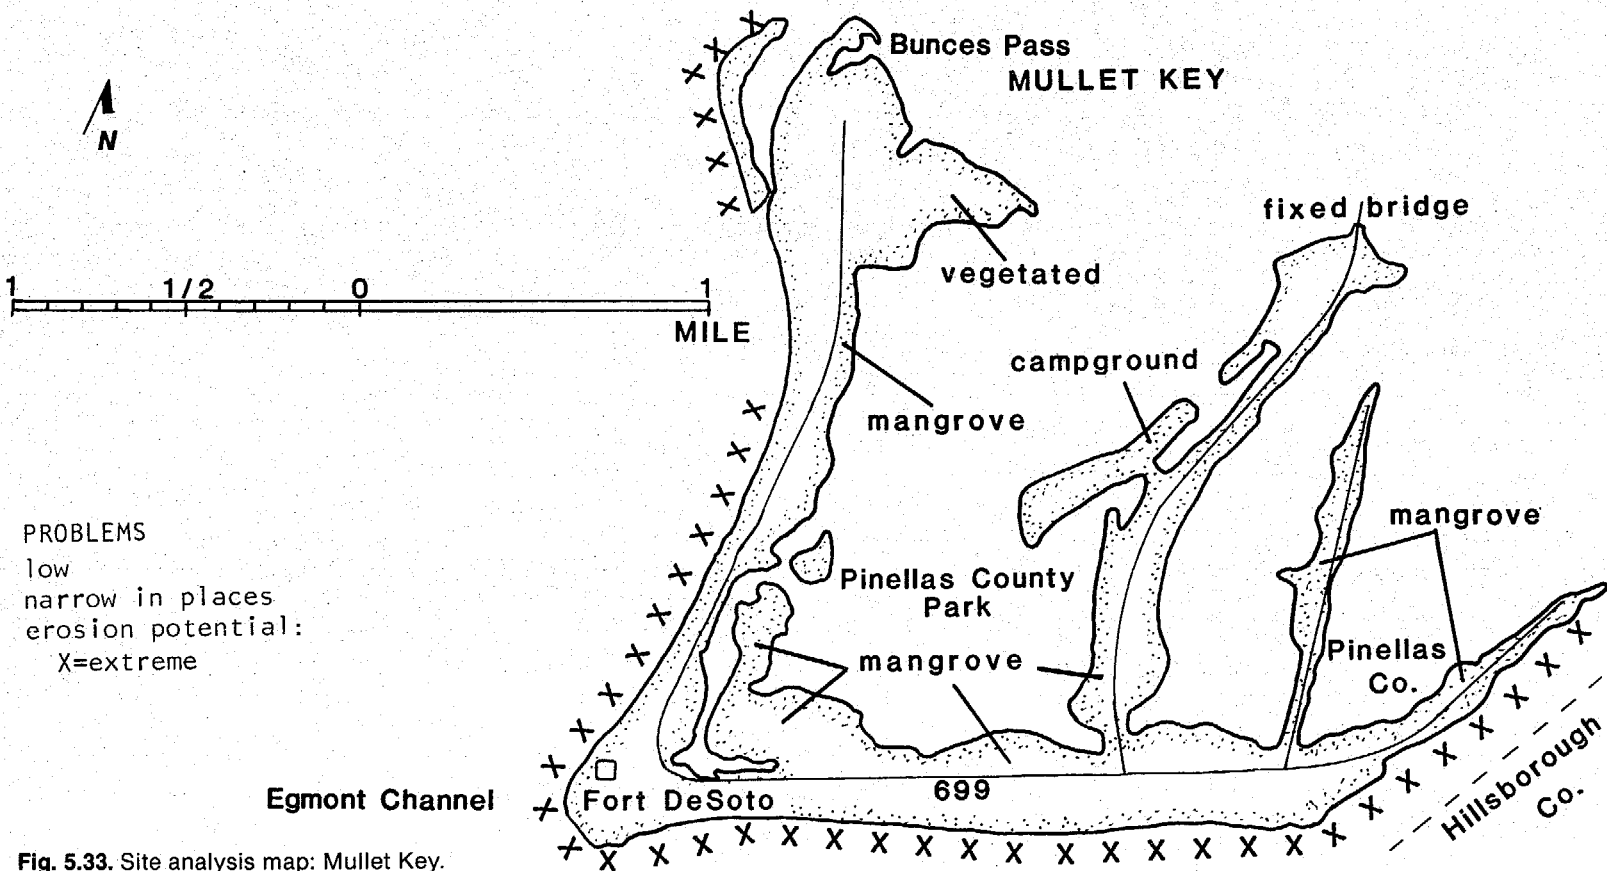 Bunces Pass
MULLET KEY
N
fixed bridge
vegetated
1 1/2 0 1
MILE
campground
mangrove
mangrove
PROBLEMS
low
narrow in places
erosion potential:
X=extreme
Pinellas County
Park
mangrove
Pinellas
Co.
Hillsborough
Co.
Egmont Channel
Fort DeSoto
699
Fig. 5.33. Site analysis map: Mullet Key.